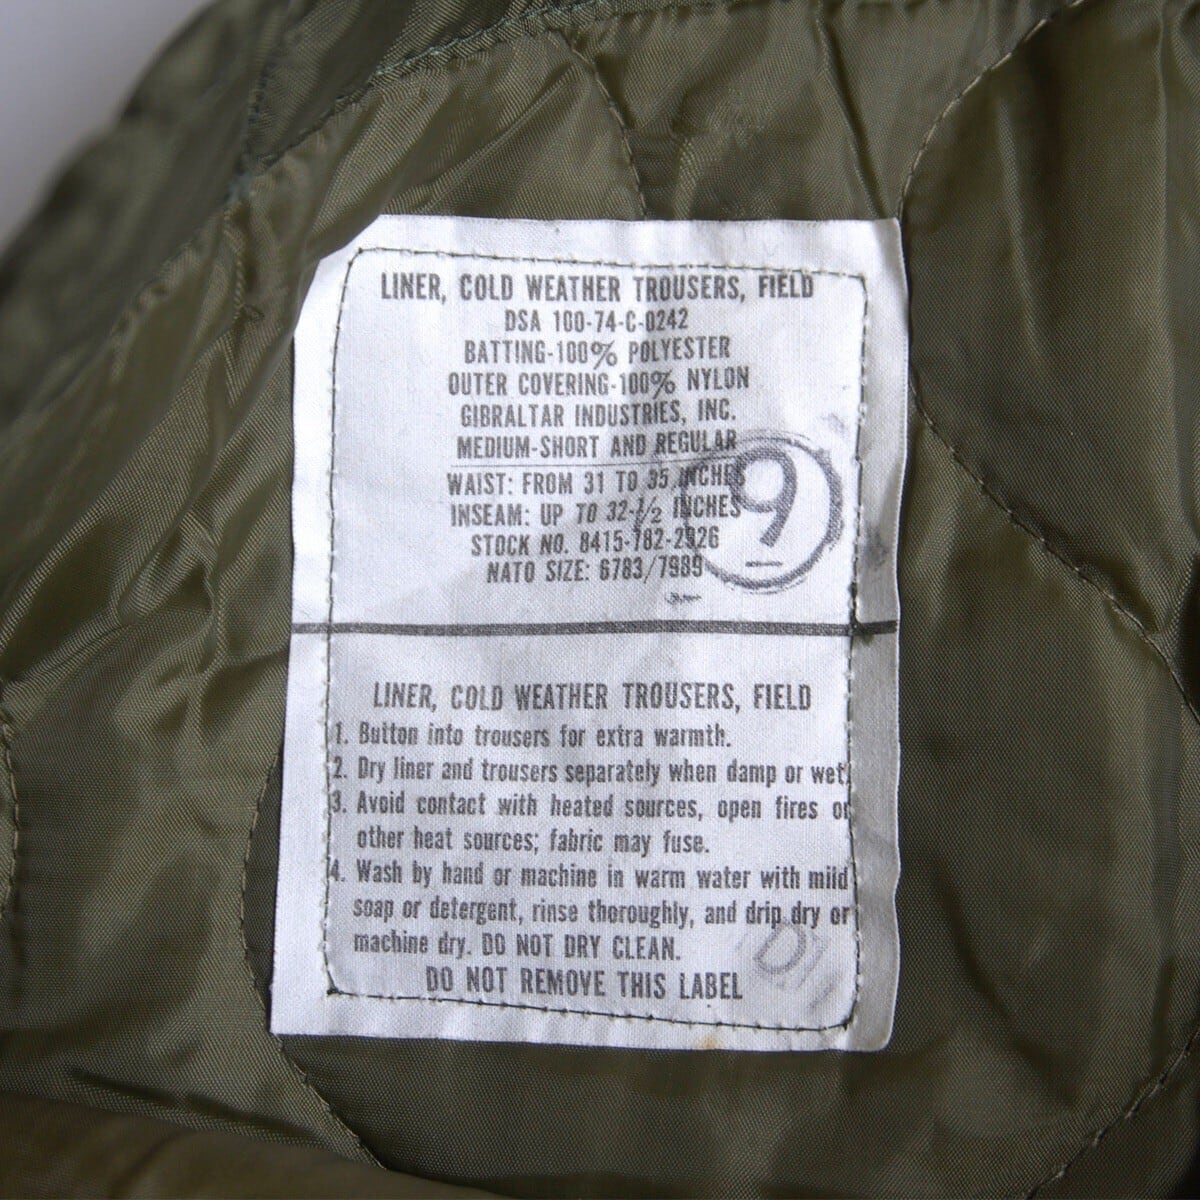 LINER, COLD WEATHER TROUSERS, FIELD
DSA 100-74-C-0242
BATTING-100% POLYESTER
OUTER COVERING-100% NYLON
GIBRALTAR INDUSTRIES, INC.
MEDIUM-SHORT AND REGULAR
WAIST: FROM 31 TO 35 INCHES
INSEAM: UP TO 32-1/2 INCHES
STOCK NO. 8415-782-2926
NATO SIZE: 6783/7989
9
LINER, COLD WEATHER TROUSERS, FIELD
1. Button into trousers for extra warmth.
2. Dry liner and trousers separately when damp or wet.
3. Avoid contact with heated sources, open fires or
other heat sources; fabric may fuse.
4. Wash by hand or machine in warm water with mild
soap or detergent, rinse thoroughly, and drip dry or
machine dry. DO NOT DRY CLEAN.
DO NOT REMOVE THIS LABEL